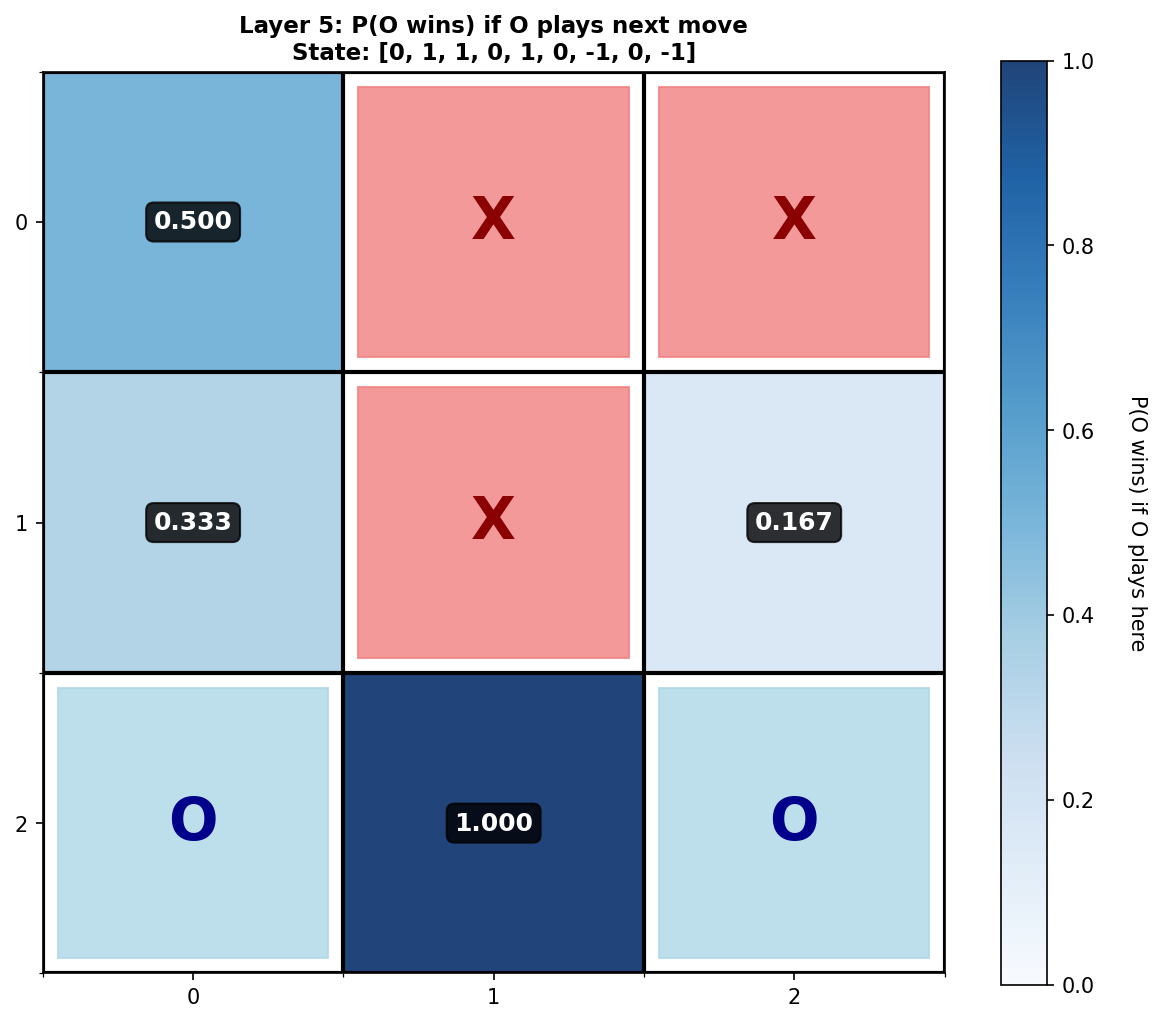 Layer 5: P(O wins) if O plays next move
State: [0, 1, 1, 0, 1, 0, -1, 0, -1]
0
0.500
X
X
1
0.333
X
0.167
2
O
1.000
O
0
1
2
1.0
0.8
0.6
0.4
0.2
0.0
P(O wins) if O plays here